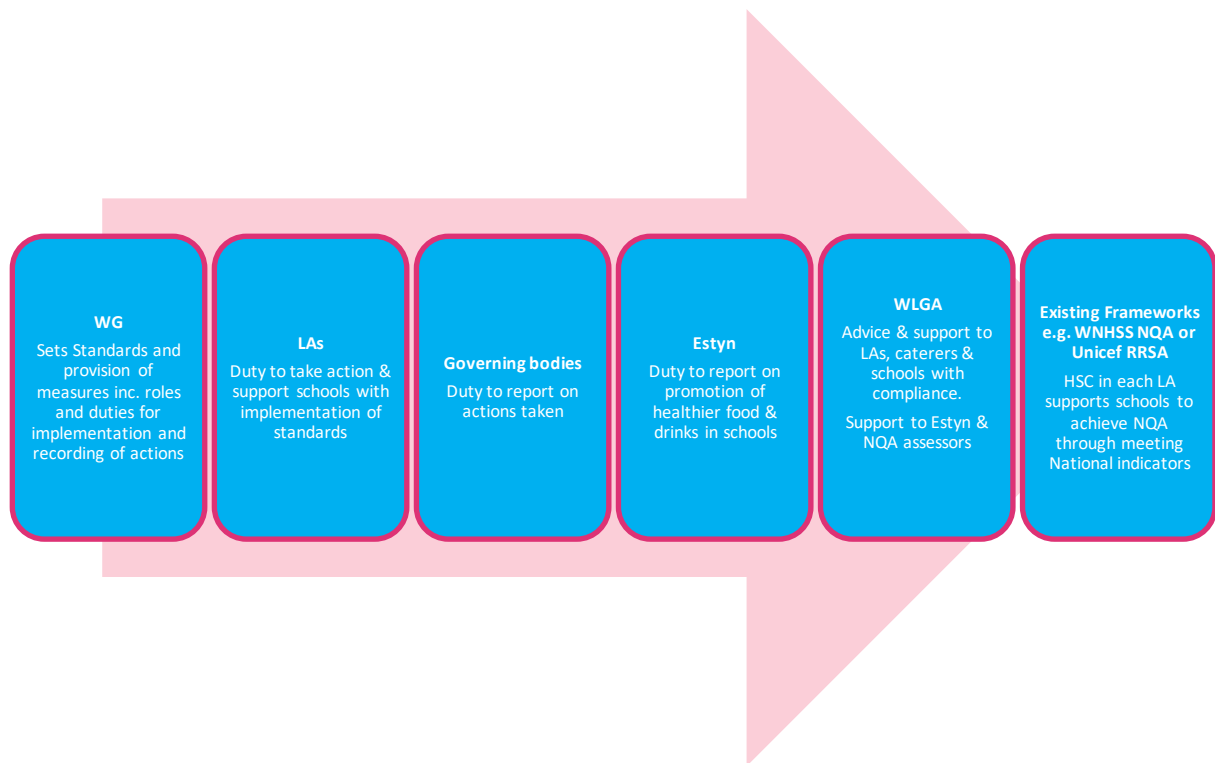 WG
Sets Standards and
provision of
measures inc. roles
and duties for
implementation and
recording of actions
LAs
Duty to take action &
support schools with
implementation of
standards
Governing bodies
Duty to report on
actions taken
Estyn
Duty to report on
promotion of
healthier food &
drinks in schools
WLGA
Advice & support to
LAs, caterers &
schools with
compliance.
Support to Estyn &
NQA assessors
Existing Frameworks
e.g. WNHSS NQA or
Unicef RRSA
HSC in each LA
supports schools to
achieve NQA
through meeting
National indicators